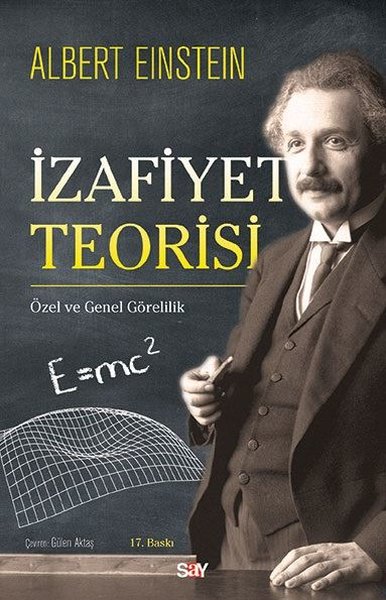 ALBERT EINSTEIN
İZAFİYET
TEORİSİ
Özel ve Genel Görelilik
E=mc²
Çeviren: Gülen Aktaş
17. Baskı
say